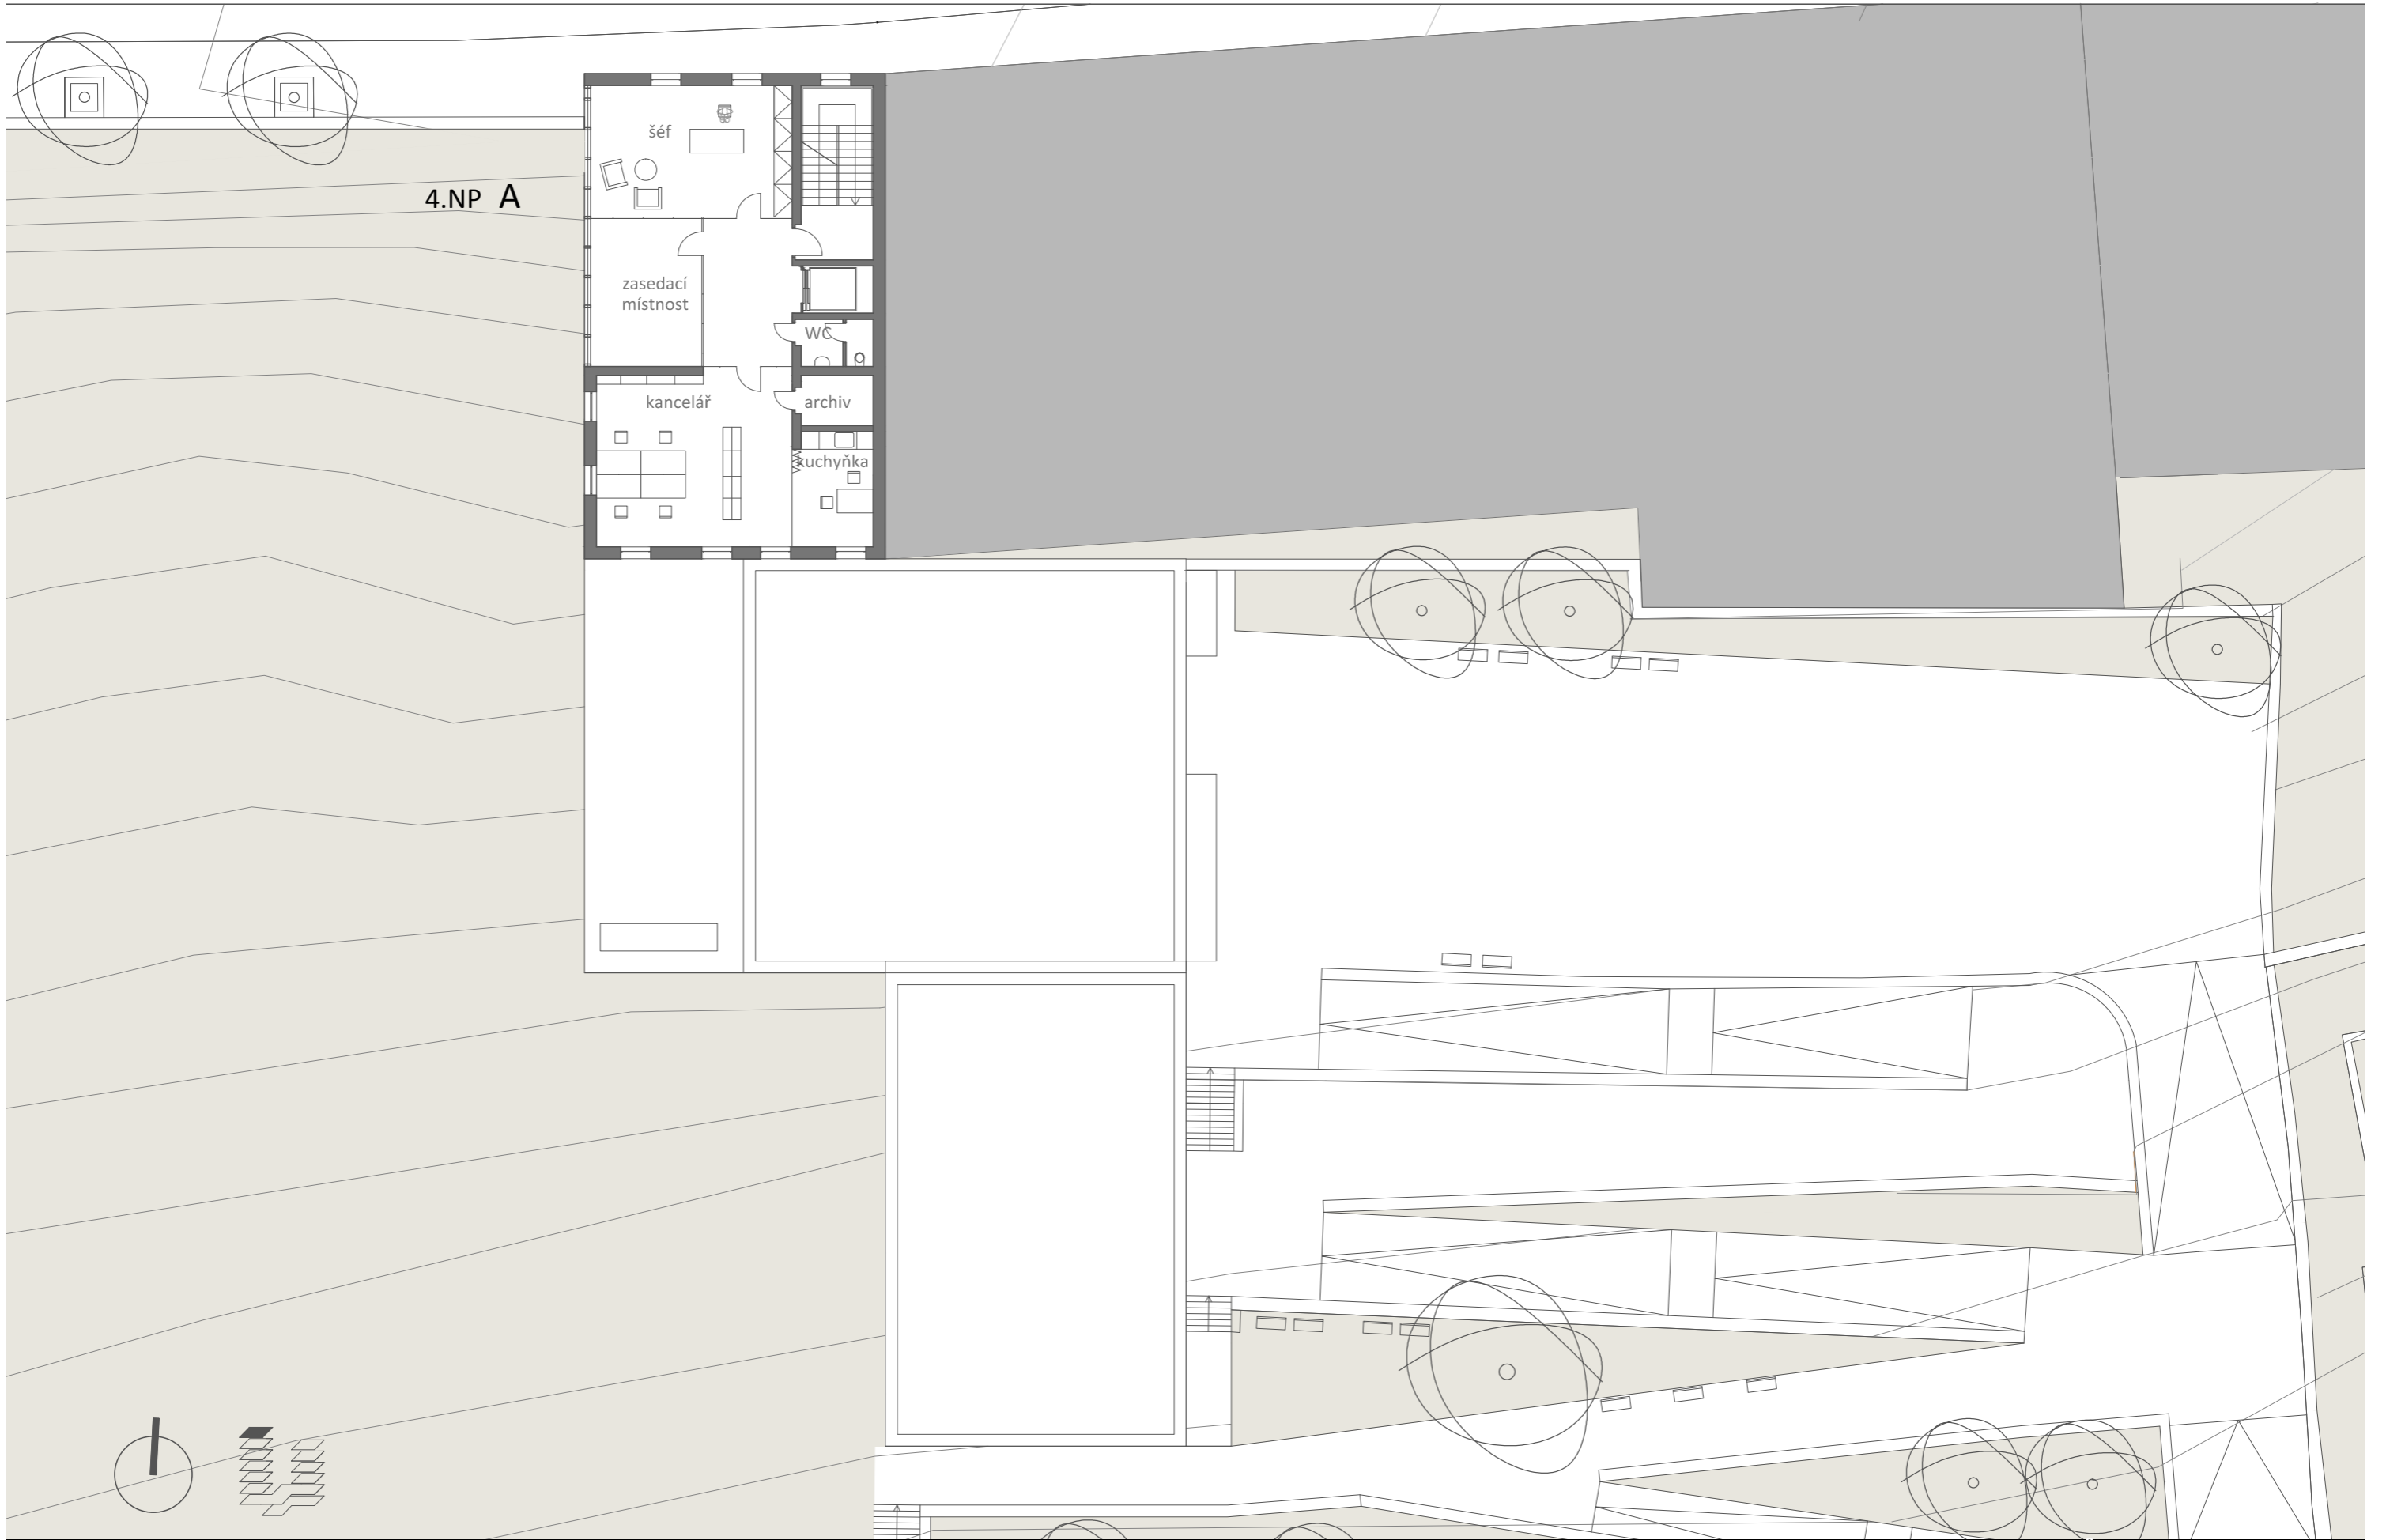 šéf
4.NP A
zasedací
místnost
WC
kancelář
archiv
kuchyňka